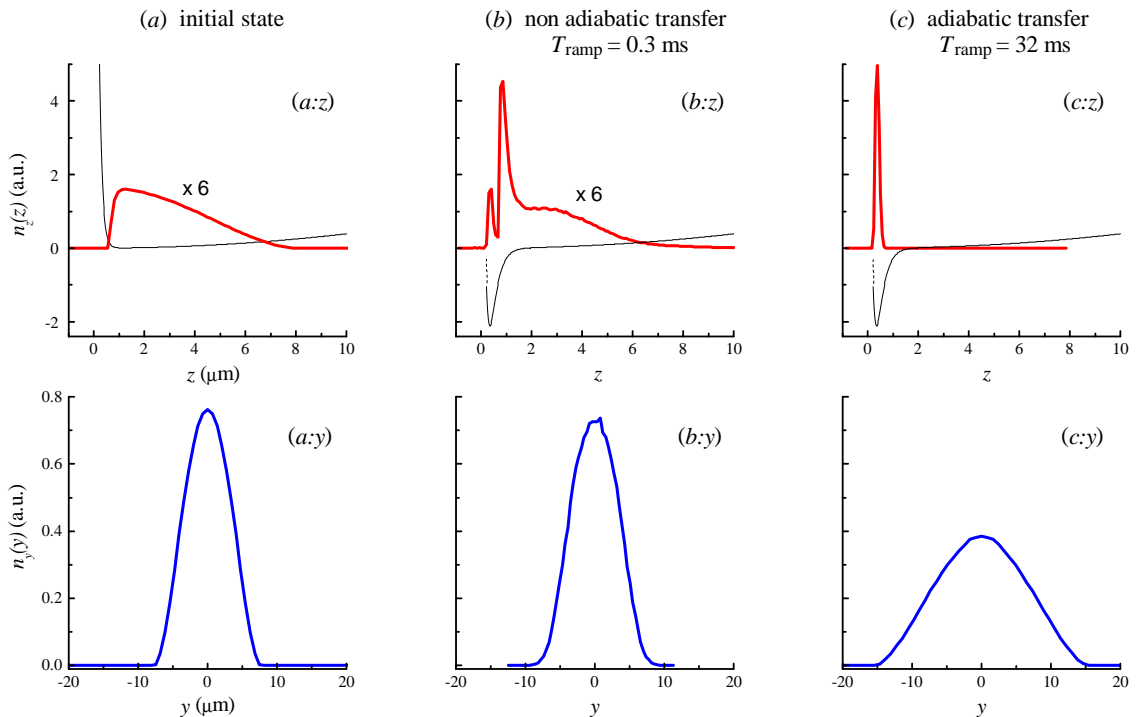 (a) initial state
(b) non adiabatic transfer
T_ramp = 0.3 ms
(c) adiabatic transfer
T_ramp = 32 ms
n_z(z) (a.u.)
4
2
0
-2
(a:z)
x 6
0 2 4 6 8 10
z (μm)
(b:z)
x 6
0 2 4 6 8 10
z
(c:z)
0 2 4 6 8 10
z
n_y(y) (a.u.)
0.8
0.6
0.4
0.2
0.0
(a:y)
-20 -10 0 10 20
y (μm)
(b:y)
-20 -10 0 10 20
y
(c:y)
-20 -10 0 10 20
y